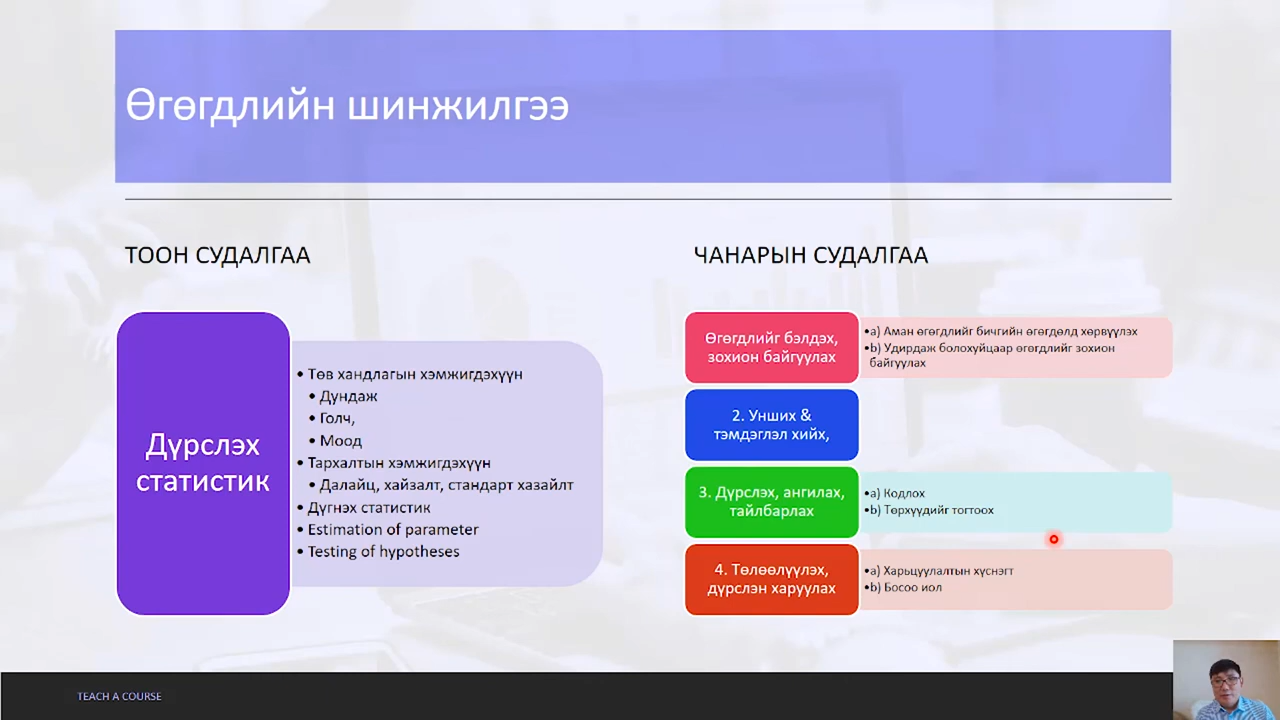 Өгөгдлийн шинжилгээ
ТООН СУДАЛГАА
Дүрслэх
статистик
• Төв хандлагын хэмжигдэхүүн
• Дундаж
• Голч,
• Моод
• Тархалтын хэмжигдэхүүн
• Далайц, хайзалт, стандарт хазайлт
• Дүгнэх статистик
• Estimation of parameter
• Testing of hypotheses
ЧАНАРЫН СУДАЛГАА
Өгөгдлийг бэлдэх,
зохион байгуулах
•a) Аман өгөгдлийг бичгийн өгөгдөлд хөрвүүлэх
•b) Удирдаж болохуйцаар өгөгдлийг зохион
байгуулах
2. Унших &
тэмдэглэл хийх,
3. Дүрслэх, ангилах,
тайлбарлах
•a) Кодлох
•b) Төрхүүдийг тогтоох
4. Төлөөлүүлэх,
дүрслэн харуулах
•a) Харьцуулалтын хүснэгт
•b) Босоо иол
TEACH A COURSE